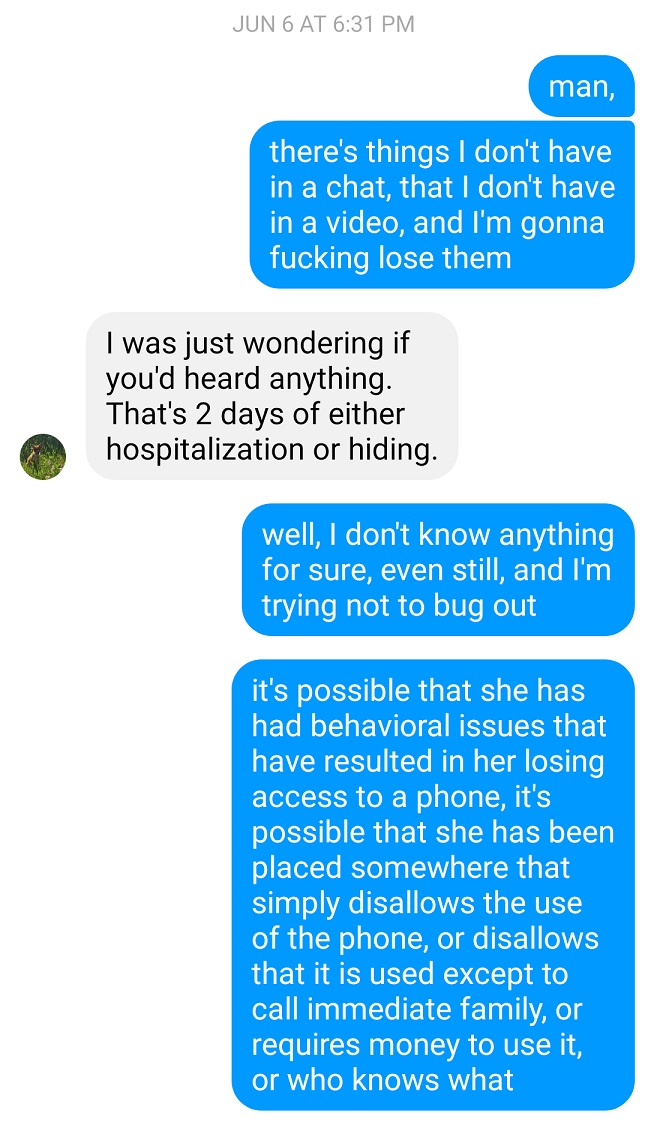 JUN 6 AT 6:31 PM
man,
there's things I don't have
in a chat, that I don't have
in a video, and I'm gonna
fucking lose them
I was just wondering if
you'd heard anything.
That's 2 days of either
hospitalization or hiding.
well, I don't know anything
for sure, even still, and I'm
trying not to bug out
it's possible that she has
had behavioral issues that
have resulted in her losing
access to a phone, it's
possible that she has been
placed somewhere that
simply disallows the use
of the phone, or disallows
that it is used except to
call immediate family, or
requires money to use it,
or who knows what